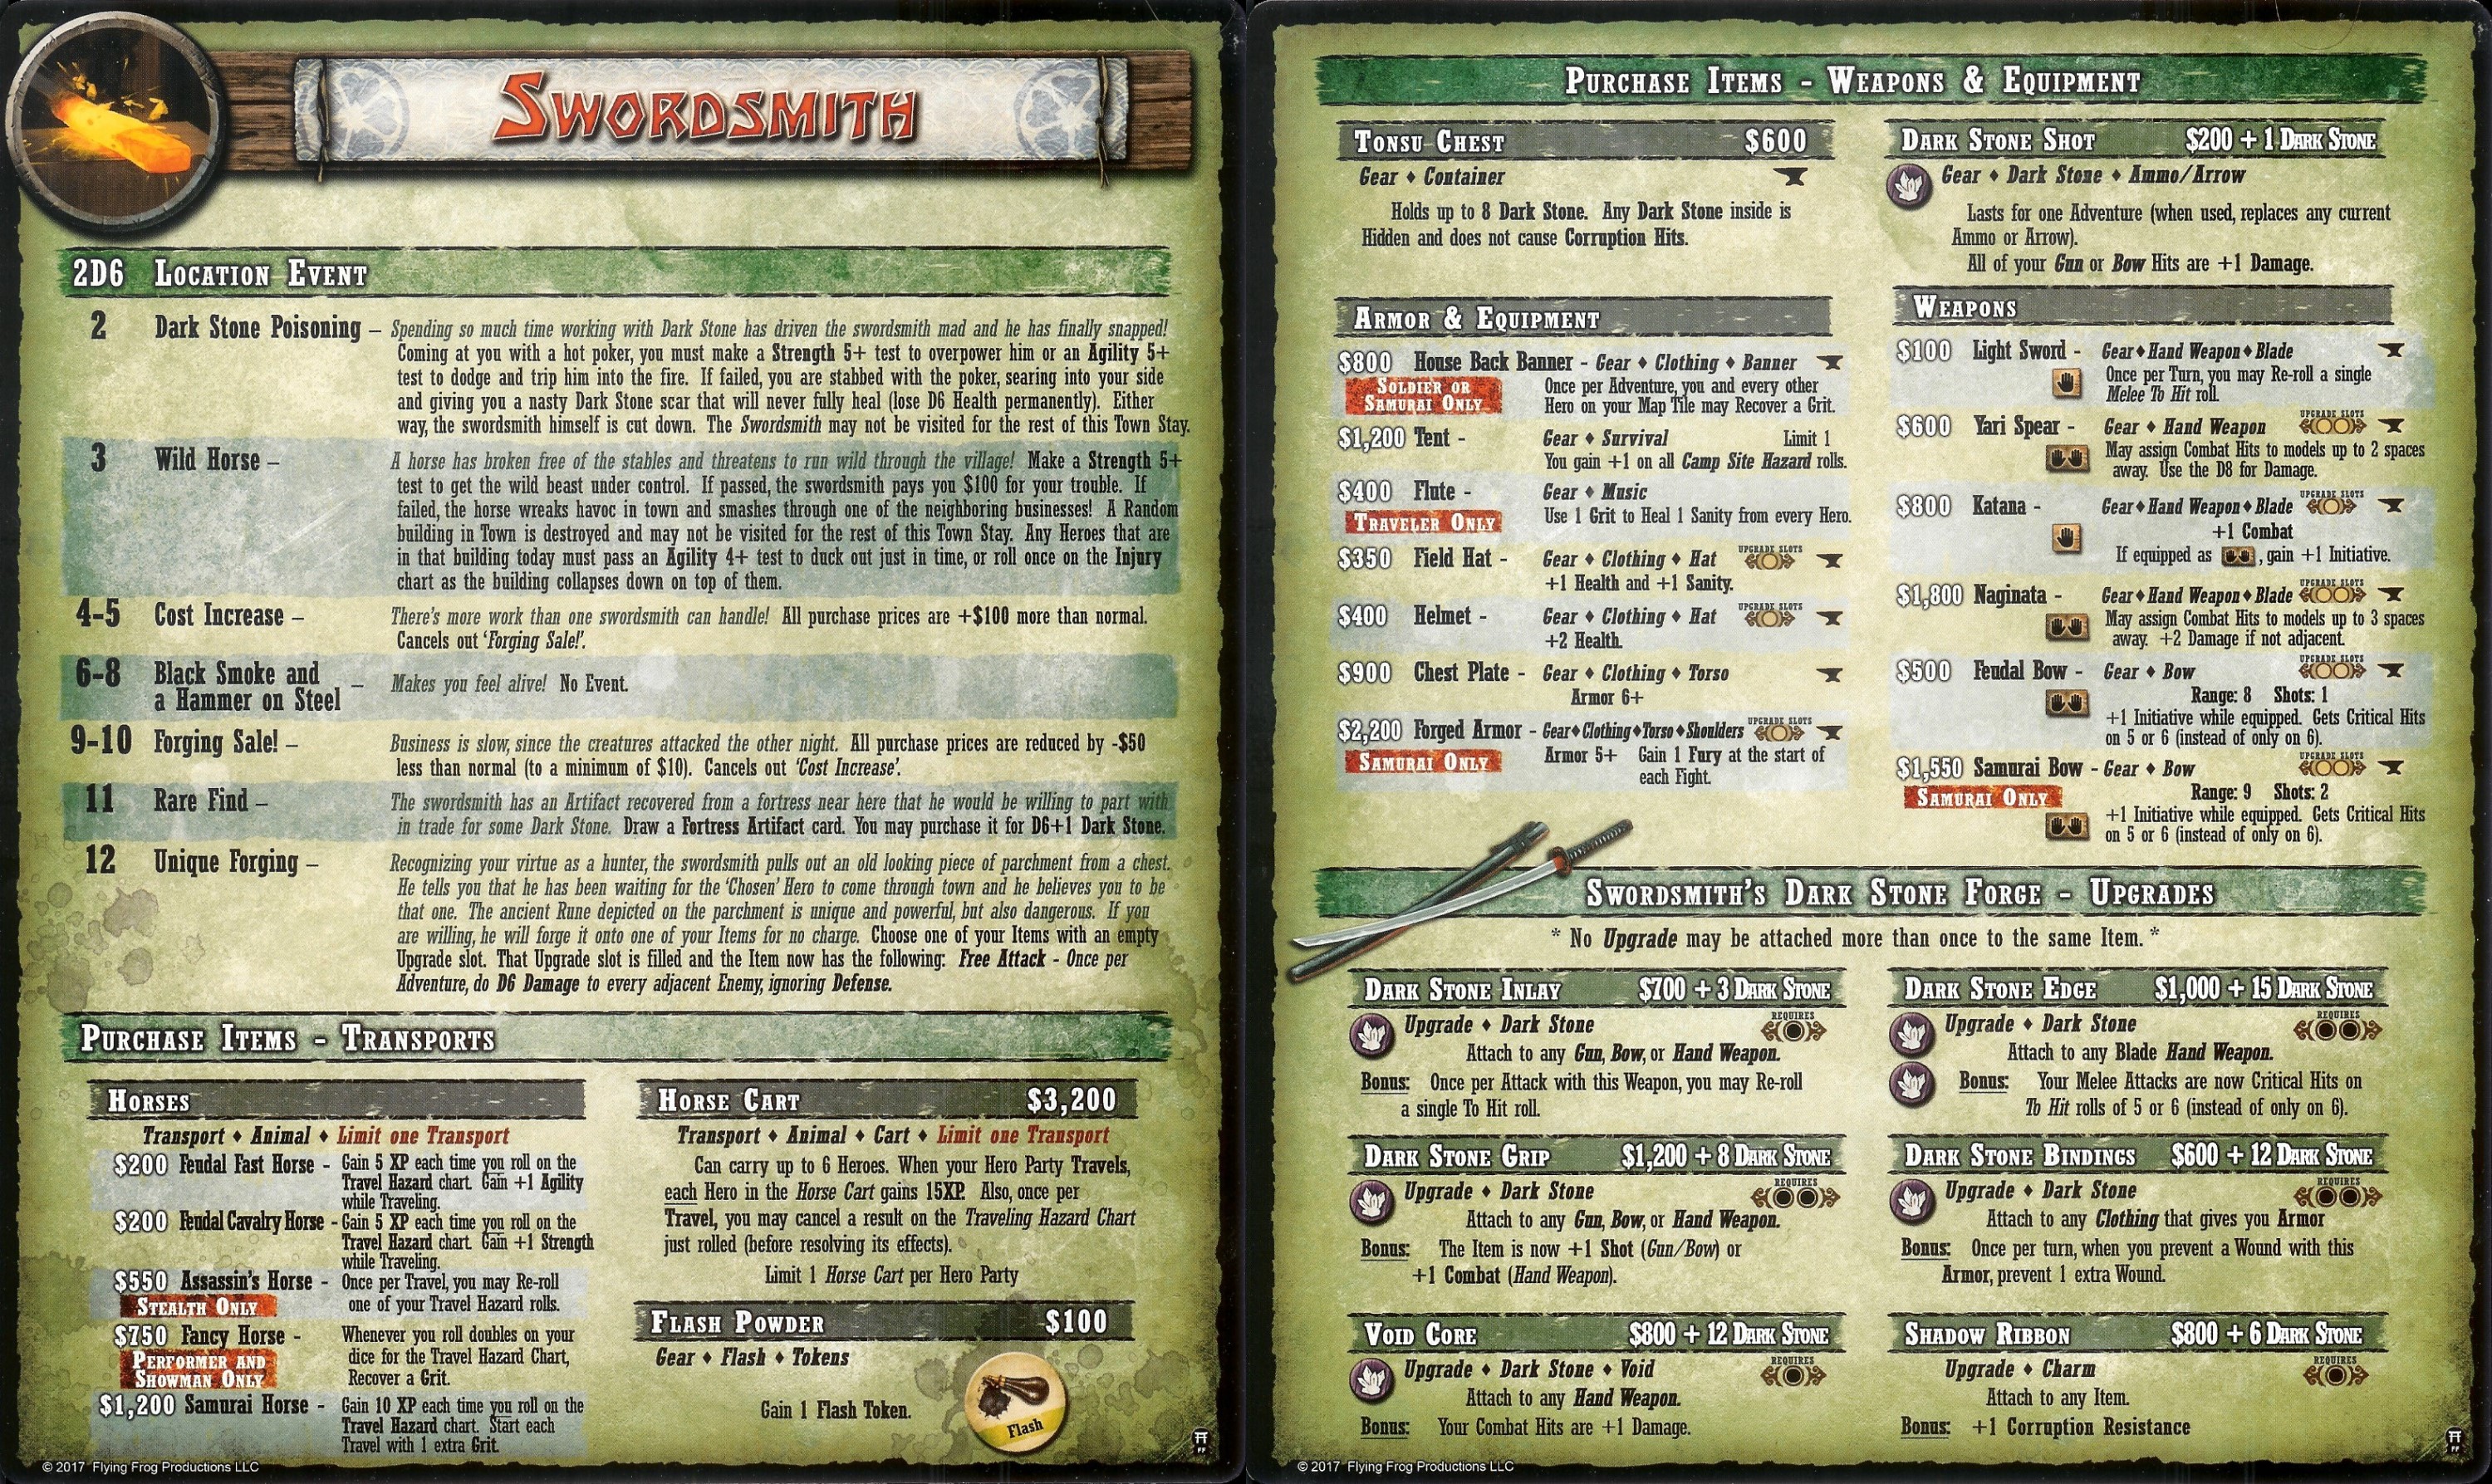 Swordsmith
2D6 Location Event
2 Dark Stone Poisoning – Spending so much time working with Dark Stone has driven the swordsmith mad and he has finally snapped!
Coming at you with a hot poker, you must make a Strength 5+ test to overpower him or an Agility 5+
test to dodge and trip him into the fire. If failed, you are stabbed with the poker, searing into your side
and giving you a nasty Dark Stone scar that will never fully heal (lose D6 Health permanently). Either
way, the swordsmith himself is cut down. The Swordsmith may not be visited for the rest of this Town Stay.
3 Wild Horse – A horse has broken free of the stables and threatens to run wild through the village! Make a Strength 5+
test to get the wild beast under control. If passed, the swordsmith pays you $100 for your trouble. If
failed, the horse wreaks havoc in town and smashes through one of the neighboring businesses! A Random
building in Town is destroyed and may not be visited for the rest of this Town Stay. Any Heroes that are
in that building today must pass an Agility 4+ test to duck out just in time, or roll once on the Injury
chart as the building collapses down on top of them.
4-5 Cost Increase – There's more work than one swordsmith can handle! All purchase prices are +$100 more than normal.
Cancels out 'Forging Sale!'.
6-8 Black Smoke and
a Hammer on Steel – Makes you feel alive! No Event.
9-10 Forging Sale! – Business is slow, since the creatures attacked the other night. All purchase prices are reduced by -$50
less than normal (to a minimum of $10). Cancels out 'Cost Increase'.
11 Rare Find – The swordsmith has an Artifact recovered from a fortress near here that he would be willing to part with
in trade for some Dark Stone. Draw a Fortress Artifact card. You may purchase it for D6+1 Dark Stone.
12 Unique Forging – Recognizing your virtue as a hunter, the swordsmith pulls out an old looking piece of parchment from a chest.
He tells you that he has been waiting for the 'Chosen' Hero to come through town and he believes you to be
that one. The ancient Rune depicted on the parchment is unique and powerful, but also dangerous. If you
are willing, he will forge it onto one of your Items for no charge. Choose one of your Items with an empty
Upgrade slot. That Upgrade slot is filled and the Item now has the following: Free Attack - Once per
Adventure, do D6 Damage to every adjacent Enemy, ignoring Defense.
Purchase Items - Transports
Horses
Transport ♦ Animal ♦ Limit one Transport
$200 Feudal Fast Horse - Gain 5 XP each time you roll on the
Travel Hazard chart. Gain +1 Agility
while Traveling.
$200 Feudal Cavalry Horse - Gain 5 XP each time you roll on the
Travel Hazard chart. Gain +1 Strength
while Traveling.
$550 Assassin's Horse - Once per Travel, you may Re-roll
Stealth Only one of your Travel Hazard rolls.
$750 Fancy Horse - Whenever you roll doubles on your
Performer and dice for the Travel Hazard Chart,
Showman Only Recover a Grit.
$1,200 Samurai Horse - Gain 10 XP each time you roll on the
Travel Hazard chart. Start each
Travel with 1 extra Grit.
Horse Cart $3,200
Transport ♦ Animal ♦ Cart ♦ Limit one Transport
Can carry up to 6 Heroes. When your Hero Party Travels,
each Hero in the Horse Cart gains 15XP. Also, once per
Travel, you may cancel a result on the Traveling Hazard Chart
just rolled (before resolving its effects).
Limit 1 Horse Cart per Hero Party
Flash Powder $100
Gear ♦ Flash ♦ Tokens
Gain 1 Flash Token.
Flash
© 2017 Flying Frog Productions LLC
FF
Purchase Items - Weapons & Equipment
Tonsu Chest $600
Gear ♦ Container
Holds up to 8 Dark Stone. Any Dark Stone inside is
Hidden and does not cause Corruption Hits.
Armor & Equipment
$800 House Back Banner - Gear ♦ Clothing ♦ Banner
Soldier or Once per Adventure, you and every other
Samurai Only Hero on your Map Tile may Recover a Grit.
$1,200 Tent - Gear ♦ Survival Limit 1
You gain +1 on all Camp Site Hazard rolls.
$400 Flute - Gear ♦ Music
Traveler Only Use 1 Grit to Heal 1 Sanity from every Hero.
$350 Field Hat - Gear ♦ Clothing ♦ Hat Upgrade Slots
+1 Health and +1 Sanity.
$400 Helmet - Gear ♦ Clothing ♦ Hat Upgrade Slots
+2 Health.
$900 Chest Plate - Gear ♦ Clothing ♦ Torso
Armor 6+
$2,200 Forged Armor - Gear♦Clothing♦Torso♦Shoulders Upgrade Slots
Samurai Only Armor 5+ Gain 1 Fury at the start of
each Fight.
Dark Stone Shot $200 + 1 Dark Stone
Gear ♦ Dark Stone ♦ Ammo/Arrow
Lasts for one Adventure (when used, replaces any current
Ammo or Arrow).
All of your Gun or Bow Hits are +1 Damage.
Weapons
$100 Light Sword - Gear♦Hand Weapon♦Blade
Once per Turn, you may Re-roll a single
Melee To Hit roll.
$600 Yari Spear - Gear ♦ Hand Weapon Upgrade Slots
May assign Combat Hits to models up to 2 spaces
away. Use the D8 for Damage.
$800 Katana - Gear♦Hand Weapon♦Blade Upgrade Slots
+1 Combat
If equipped as , gain +1 Initiative.
$1,800 Naginata - Gear♦Hand Weapon♦Blade Upgrade Slots
May assign Combat Hits to models up to 3 spaces
away. +2 Damage if not adjacent.
$500 Feudal Bow - Gear ♦ Bow Upgrade Slots
Range: 8 Shots: 1
+1 Initiative while equipped. Gets Critical Hits
on 5 or 6 (instead of only on 6).
$1,550 Samurai Bow - Gear ♦ Bow Upgrade Slots
Samurai Only Range: 9 Shots: 2
+1 Initiative while equipped. Gets Critical Hits
on 5 or 6 (instead of only on 6).
Swordsmith's Dark Stone Forge - Upgrades
* No Upgrade may be attached more than once to the same Item. *
Dark Stone Inlay $700 + 3 Dark Stone
Upgrade ♦ Dark Stone Requires
Attach to any Gun, Bow, or Hand Weapon.
Bonus: Once per Attack with this Weapon, you may Re-roll
a single To Hit roll.
Dark Stone Edge $1,000 + 15 Dark Stone
Upgrade ♦ Dark Stone Requires
Attach to any Blade Hand Weapon.
Bonus: Your Melee Attacks are now Critical Hits on
To Hit rolls of 5 or 6 (instead of only on 6).
Dark Stone Grip $1,200 + 8 Dark Stone
Upgrade ♦ Dark Stone Requires
Attach to any Gun, Bow, or Hand Weapon.
Bonus: The Item is now +1 Shot (Gun/Bow) or
+1 Combat (Hand Weapon).
Dark Stone Bindings $600 + 12 Dark Stone
Upgrade ♦ Dark Stone Requires
Attach to any Clothing that gives you Armor
Bonus: Once per turn, when you prevent a Wound with this
Armor, prevent 1 extra Wound.
Void Core $800 + 12 Dark Stone
Upgrade ♦ Dark Stone ♦ Void Requires
Attach to any Hand Weapon.
Bonus: Your Combat Hits are +1 Damage.
Shadow Ribbon $800 + 6 Dark Stone
Upgrade ♦ Charm Requires
Attach to any Item.
Bonus: +1 Corruption Resistance
© 2017 Flying Frog Productions LLC
FF